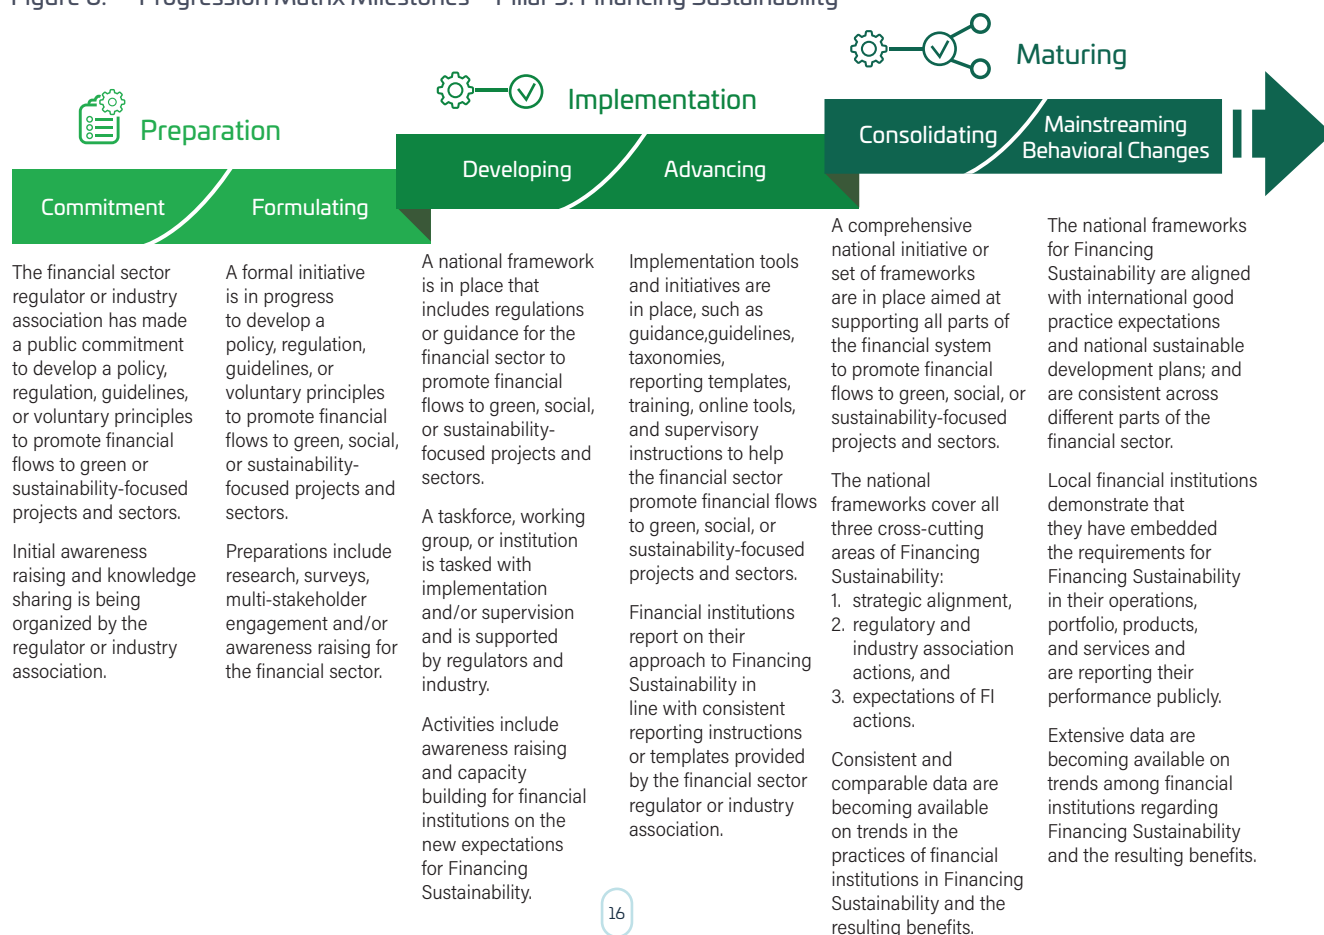 Figure 6. Progression Matrix Milestones – Pillar 3: Financing Sustainability
Preparation
Implementation
Maturing
Commitment
Formulating
Developing
Advancing
Consolidating
Mainstreaming
Behavioral Changes
The financial sector
regulator or industry
association has made
a public commitment
to develop a policy,
regulation, guidelines,
or voluntary principles
to promote financial
flows to green or
sustainability-focused
projects and sectors.
Initial awareness
raising and knowledge
sharing is being
organized by the
regulator or industry
association.
A formal initiative
is in progress
to develop a
policy, regulation,
guidelines, or
voluntary principles
to promote financial
flows to green, social,
or sustainability-
focused projects and
sectors.
Preparations include
research, surveys,
multi-stakeholder
engagement and/or
awareness raising for
the financial sector.
A national framework
is in place that
includes regulations
or guidance for the
financial sector to
promote financial
flows to green, social,
or sustainability-
focused projects and
sectors.
A taskforce, working
group, or institution
is tasked with
implementation
and/or supervision
and is supported
by regulators and
industry.
Activities include
awareness raising
and capacity
building for financial
institutions on the
new expectations
for Financing
Sustainability.
Implementation tools
and initiatives are
in place, such as
guidance,guidelines,
taxonomies,
reporting templates,
training, online tools,
and supervisory
instructions to help
the financial sector
promote financial flows
to green, social, or
sustainability-focused
projects and sectors.
Financial institutions
report on their
approach to Financing
Sustainability in
line with consistent
reporting instructions
or templates provided
by the financial sector
regulator or industry
association.
A comprehensive
national initiative or
set of frameworks
are in place aimed at
supporting all parts of
the financial system
to promote financial
flows to green, social, or
sustainability-focused
projects and sectors.
The national
frameworks cover all
three cross-cutting
areas of Financing
Sustainability:
1. strategic alignment,
2. regulatory and
industry association
actions, and
3. expectations of FI
actions.
Consistent and
comparable data are
becoming available
on trends in the
practices of financial
institutions in Financing
Sustainability and the
resulting benefits.
The national frameworks
for Financing
Sustainability are aligned
with international good
practice expectations
and national sustainable
development plans; and
are consistent across
different parts of the
financial sector.
Local financial institutions
demonstrate that
they have embedded
the requirements for
Financing Sustainability
in their operations,
portfolio, products,
and services and
are reporting their
performance publicly.
Extensive data are
becoming available on
trends among financial
institutions regarding
Financing Sustainability
and the resulting benefits.
16